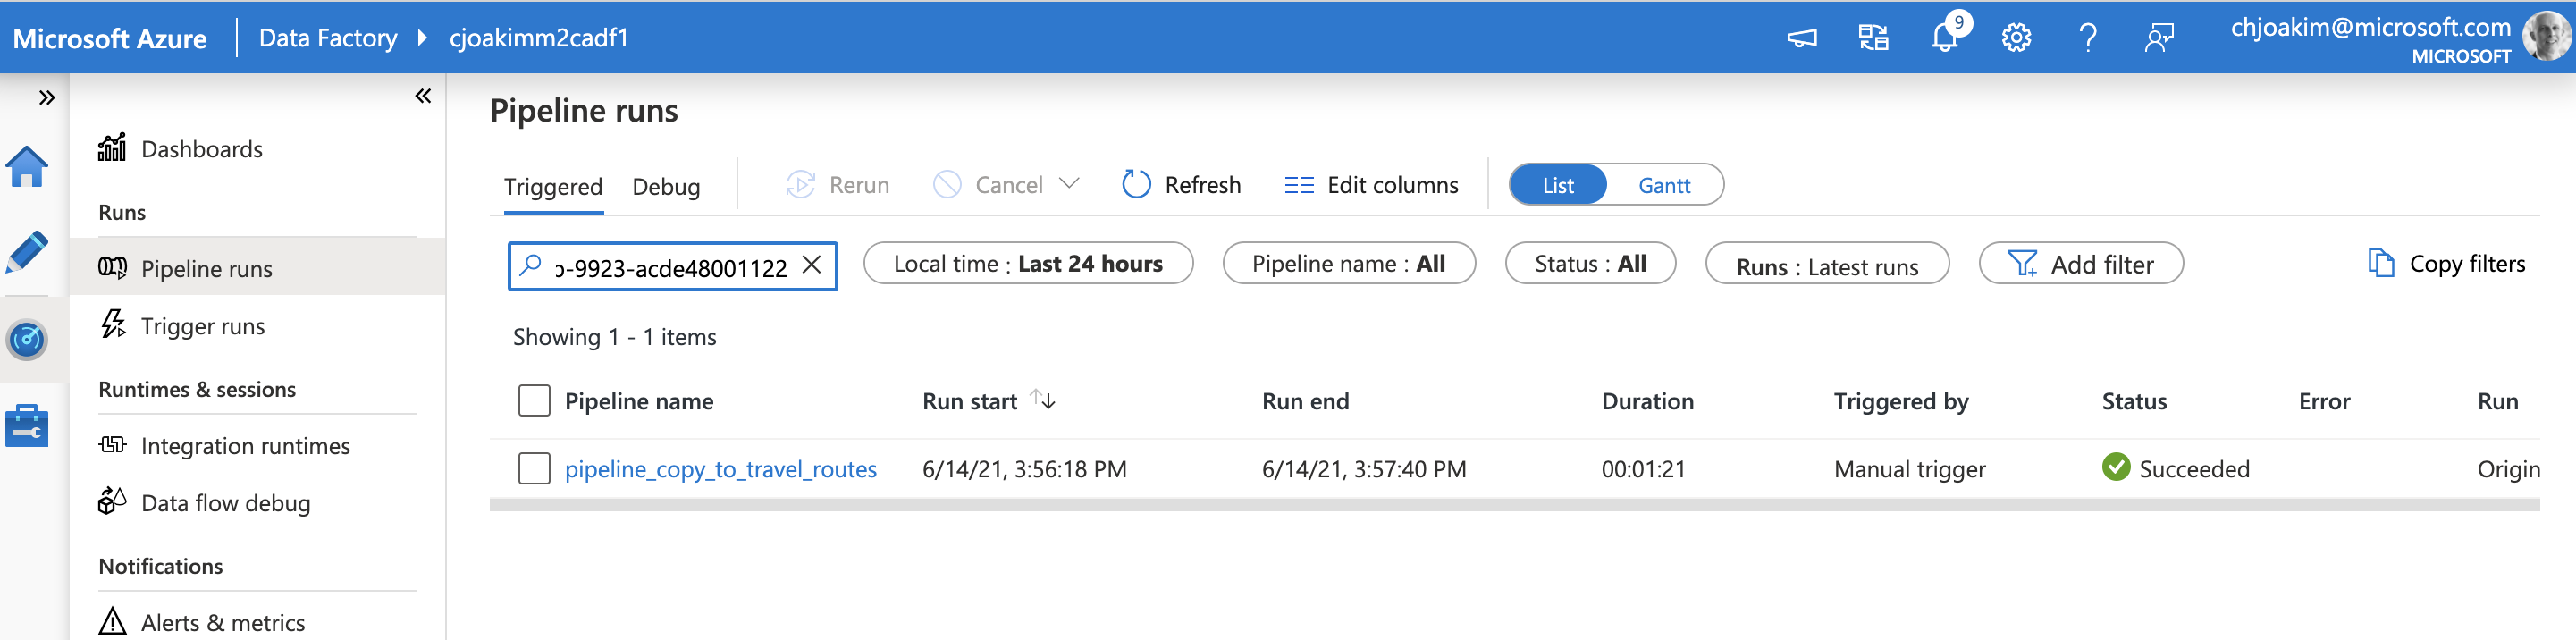 Microsoft Azure | Data Factory cjoakimm2cadf1
9
chjoakim@microsoft.com
MICROSOFT
Dashboards
Runs
Pipeline runs
Trigger runs
Runtimes & sessions
Integration runtimes
Data flow debug
Notifications
Alerts & metrics
Pipeline runs
Triggered Debug Rerun Cancel Refresh Edit columns List Gantt
-9923-acde48001122 Local time : Last 24 hours Pipeline name : All Status : All Runs : Latest runs Add filter Copy filters
Showing 1 - 1 items
Pipeline name Run start Run end Duration Triggered by Status Error Run
pipeline_copy_to_travel_routes 6/14/21, 3:56:18 PM 6/14/21, 3:57:40 PM 00:01:21 Manual trigger Succeeded Origin